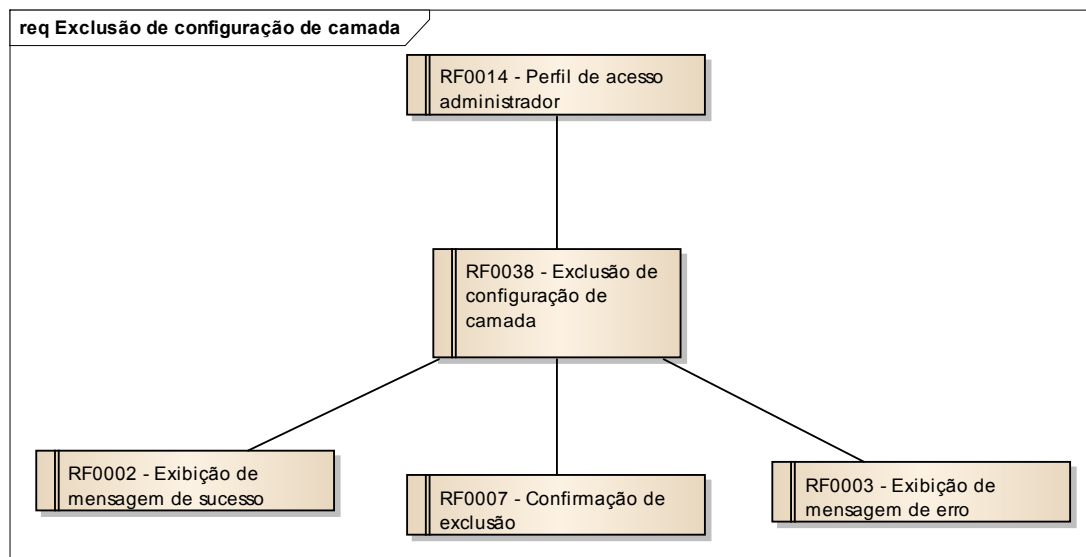 req Exclusão de configuração de camada
RF0014 - Perfil de acesso
administrador
RF0038 - Exclusão de
configuração de
camada
RF0002 - Exibição de
mensagem de sucesso
RF0007 - Confirmação de
exclusão
RF0003 - Exibição de
mensagem de erro